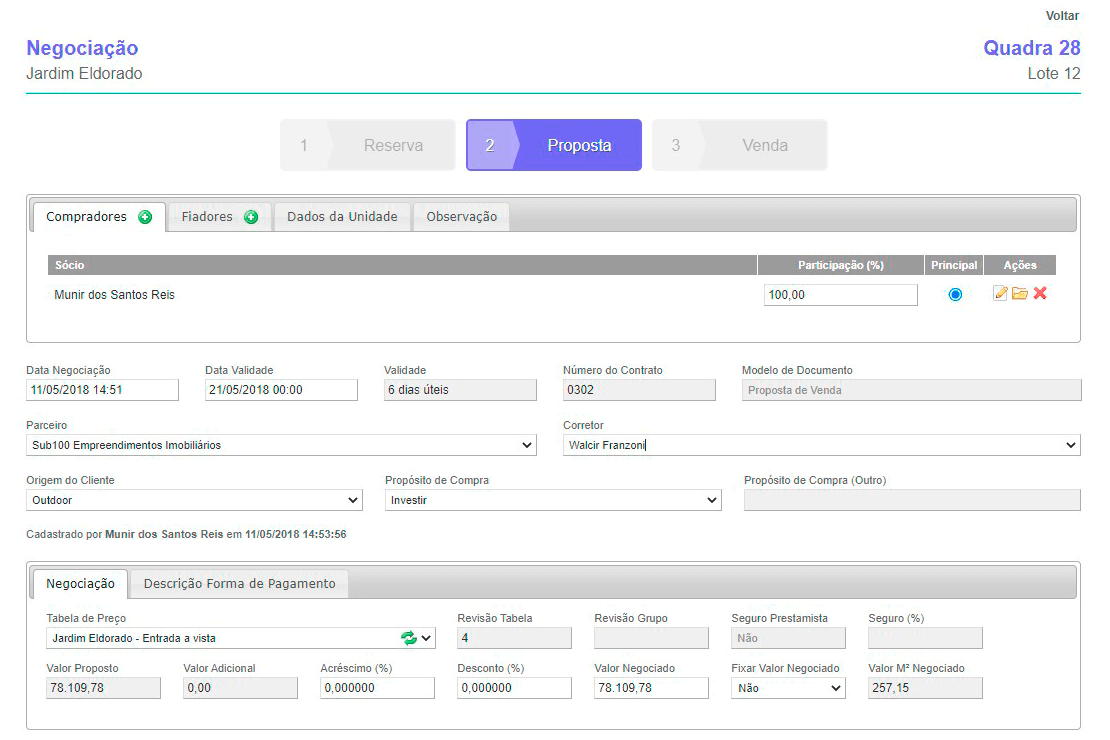 Voltar
Negociação Quadra 28
Jardim Eldorado Lote 12
1 Reserva 2 Proposta 3 Venda
Compradores Fiadores Dados da Unidade Observação
Sócio Participação (%) Principal Ações
Munir dos Santos Reis 100,00
Data Negociação Data Validade Validade Número do Contrato Modelo de Documento
11/05/2018 14:51 21/05/2018 00:00 6 dias úteis 0302 Proposta de Venda
Parceiro Corretor
Sub100 Empreendimentos Imobiliários Walcir Franzoni
Origem do Cliente Propósito de Compra Propósito de Compra (Outro)
Outdoor Investir
Cadastrado por Munir dos Santos Reis em 11/05/2018 14:53:56
Negociação Descrição Forma de Pagamento
Tabela de Preço Revisão Tabela Revisão Grupo Seguro Prestamista Seguro (%)
Jardim Eldorado - Entrada a vista 4 Não
Valor Proposto Valor Adicional Acréscimo (%) Desconto (%) Valor Negociado Fixar Valor Negociado Valor M² Negociado
78.109,78 0,00 0,000000 0,000000 78.109,78 Não 257,15